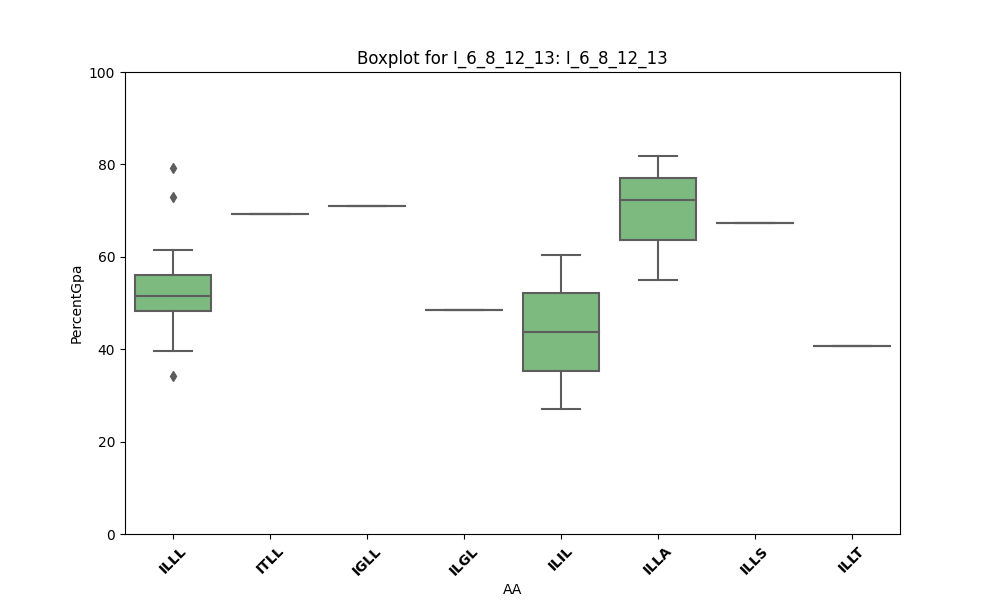 Boxplot for I_6_8_12_13: I_6_8_12_13
100
80
60
40
20
0
PercentGpa
ILLL
ITLL
IGLL
ILGL
ILIL
ILLA
ILLS
ILLT
AA